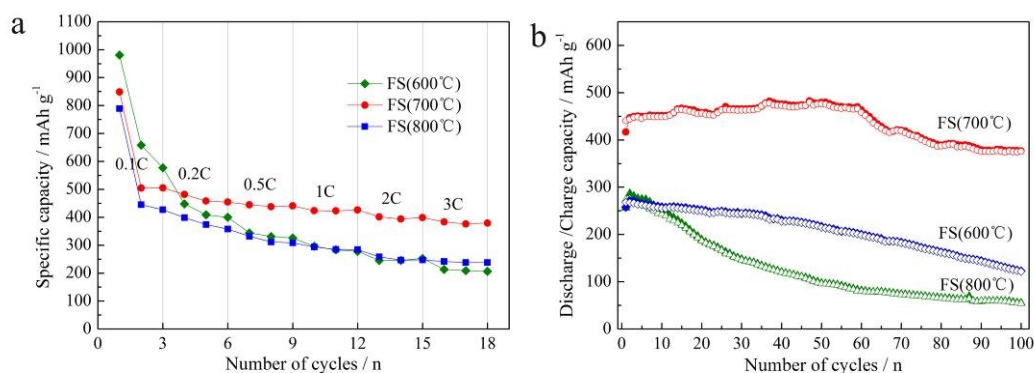 a
Specific capacity / mAh g⁻¹
1100
1000
900
800
700
600
500
400
300
200
100
0
FS(600℃)
FS(700℃)
FS(800℃)
0.1C
0.2C
0.5C
1C
2C
3C
0 3 6 9 12 15 18
Number of cycles / n
b
Discharge /Charge capacity / mAh g⁻¹
600
500
400
300
200
100
0
FS(700℃)
FS(600℃)
FS(800℃)
0 10 20 30 40 50 60 70 80 90 100
Number of cycles / n